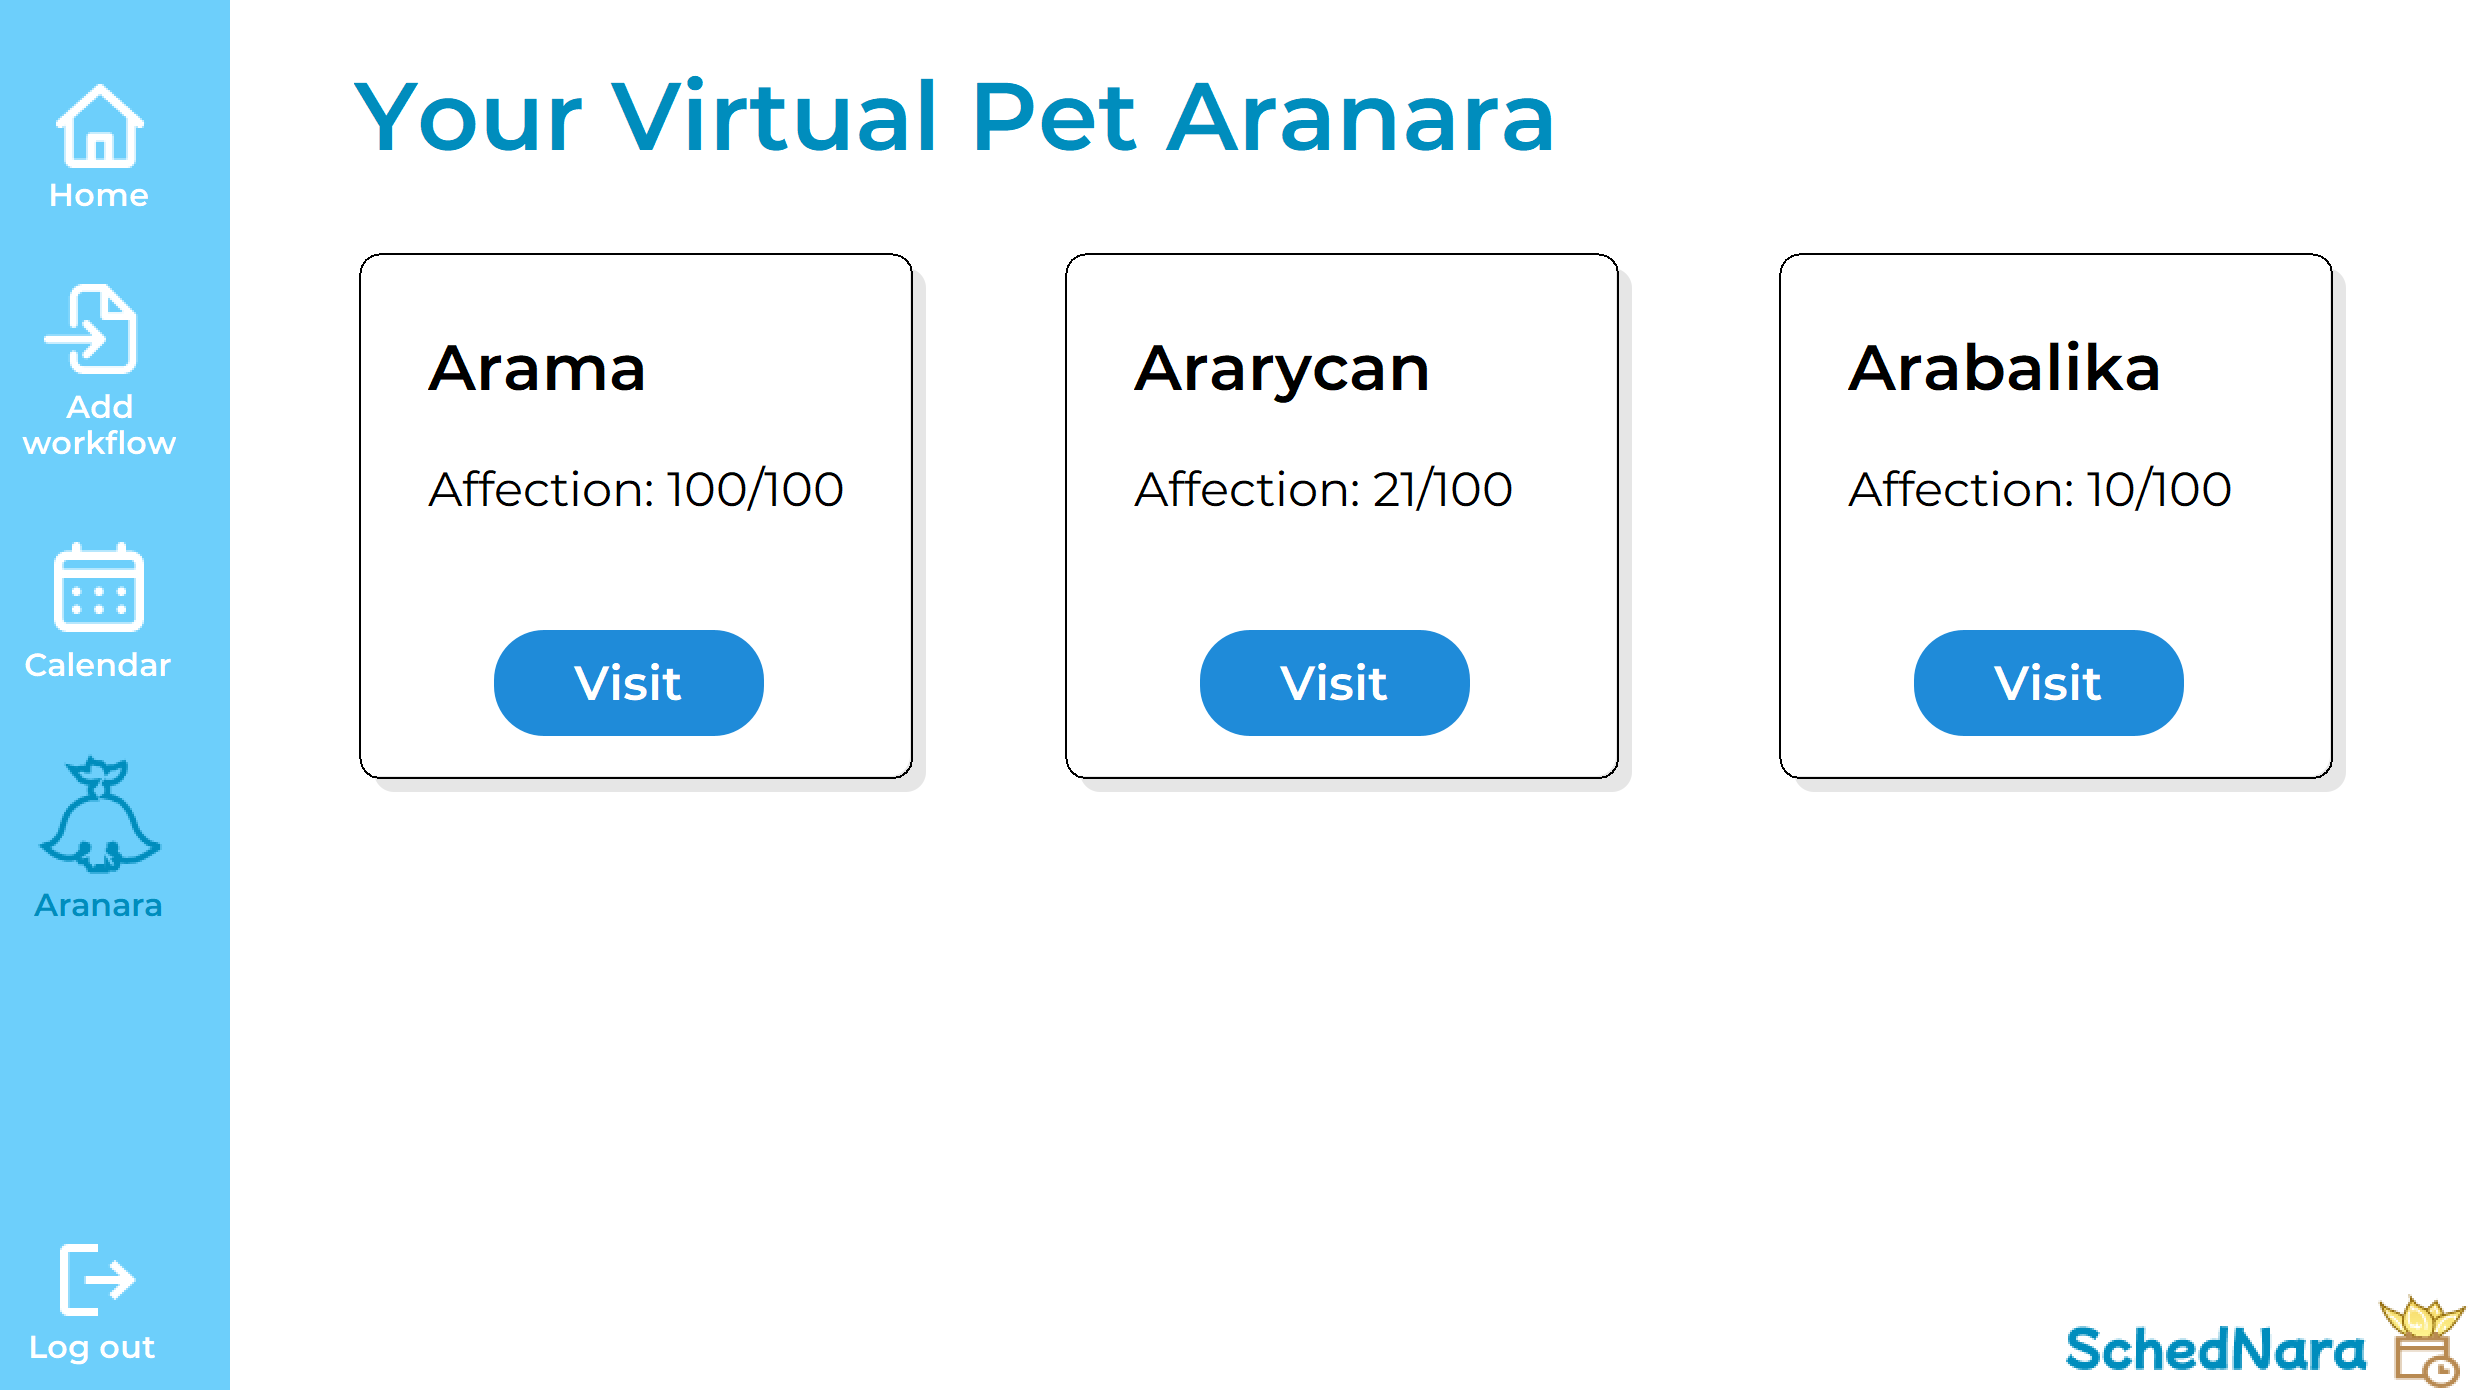 Your Virtual Pet Aranara
Home
Add
workflow
Calendar
Aranara
Log out
Arama
Affection: 100/100
Visit
Ararycan
Affection: 21/100
Visit
Arabalika
Affection: 10/100
Visit
SchedNara